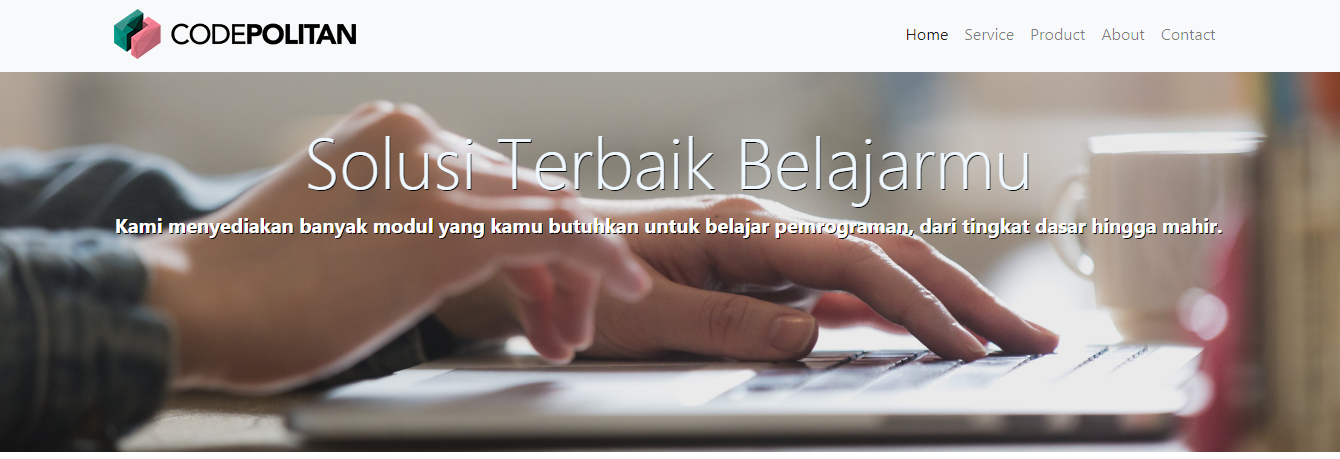 CODEPOLITAN
Home Service Product About Contact
Solusi Terbaik Belajarmu
Kami menyediakan banyak modul yang kamu butuhkan untuk belajar pemrograman, dari tingkat dasar hingga mahir.